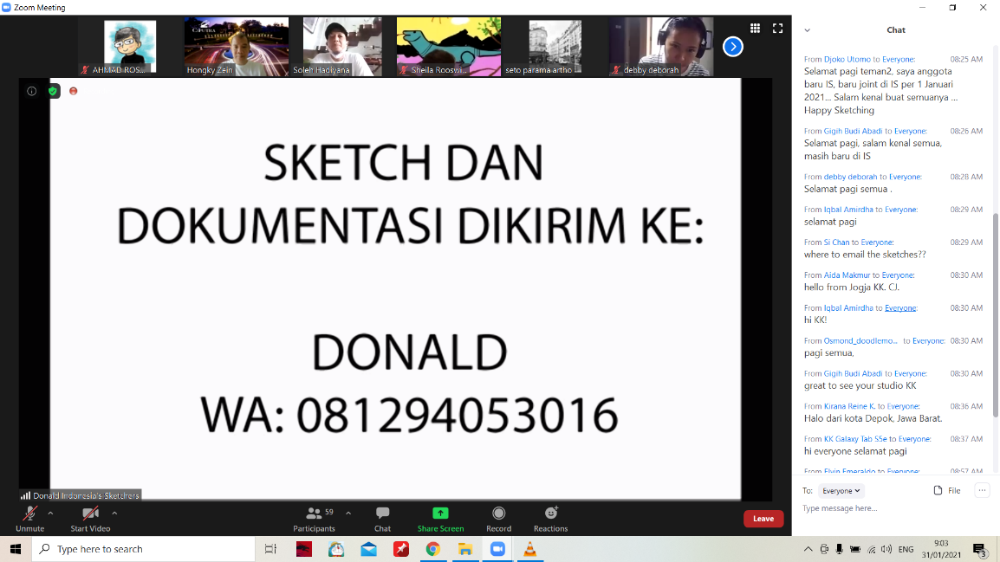 Zoom Meeting
CIPUTRA
AHMAD ROS...
Hongky Zein
Soleh Hadiyana
Sheila Rooswi...
seto parama artho
debby deborah
SKETCH DAN
DOKUMENTASI DIKIRIM KE:
DONALD
WA: 081294053016
Donald Indonesia's Sketchers
Unmute
Start Video
59
Participants
Chat
Share Screen
Record
Reactions
Leave
Chat
From Djoko Utomo to Everyone: 08:25 AM
Selamat pagi teman2, saya anggota
baru IS, baru joint di IS per 1 Januari
2021... Salam kenal buat semuanya ...
Happy Sketching
From Gigih Budi Abadi to Everyone: 08:26 AM
Selamat pagi, salam kenal semua,
masih baru di IS
From debby deborah to Everyone: 08:28 AM
Selamat pagi semua .
From Iqbal Amirdha to Everyone: 08:29 AM
selamat pagi
From Si Chan to Everyone: 08:29 AM
where to email the sketches??
From Aida Makmur to Everyone: 08:30 AM
hello from Jogja KK. CJ.
From Iqbal Amirdha to Everyone: 08:30 AM
hi KK!
From Osmond_doodlemo... to Everyone: 08:30 AM
pagi semua,
From Gigih Budi Abadi to Everyone: 08:30 AM
great to see your studio KK
From Kirana Reine K. to Everyone: 08:36 AM
Halo dari kota Depok, Jawa Barat.
From KK Galaxy Tab S5e to Everyone: 08:37 AM
hi everyone selamat pagi
From Elvin Emeraldo to Everyone: 08:57 AM
To: Everyone
File
Type message here...
Type here to search
ENG
9:03
31/01/2021
3